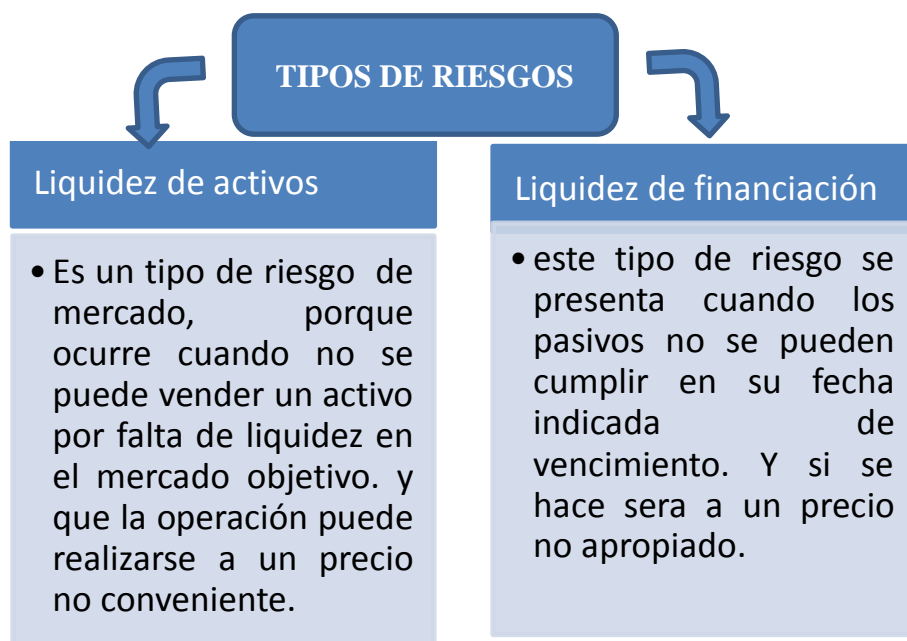 TIPOS DE RIESGOS
Liquidez de activos
• Es un tipo de riesgo de
mercado, porque
ocurre cuando no se
puede vender un activo
por falta de liquidez en
el mercado objetivo. y
que la operación puede
realizarse a un precio
no conveniente.
Liquidez de financiación
• este tipo de riesgo se
presenta cuando los
pasivos no se pueden
cumplir en su fecha
indicada de
vencimiento. Y si se
hace sera a un precio
no apropiado.